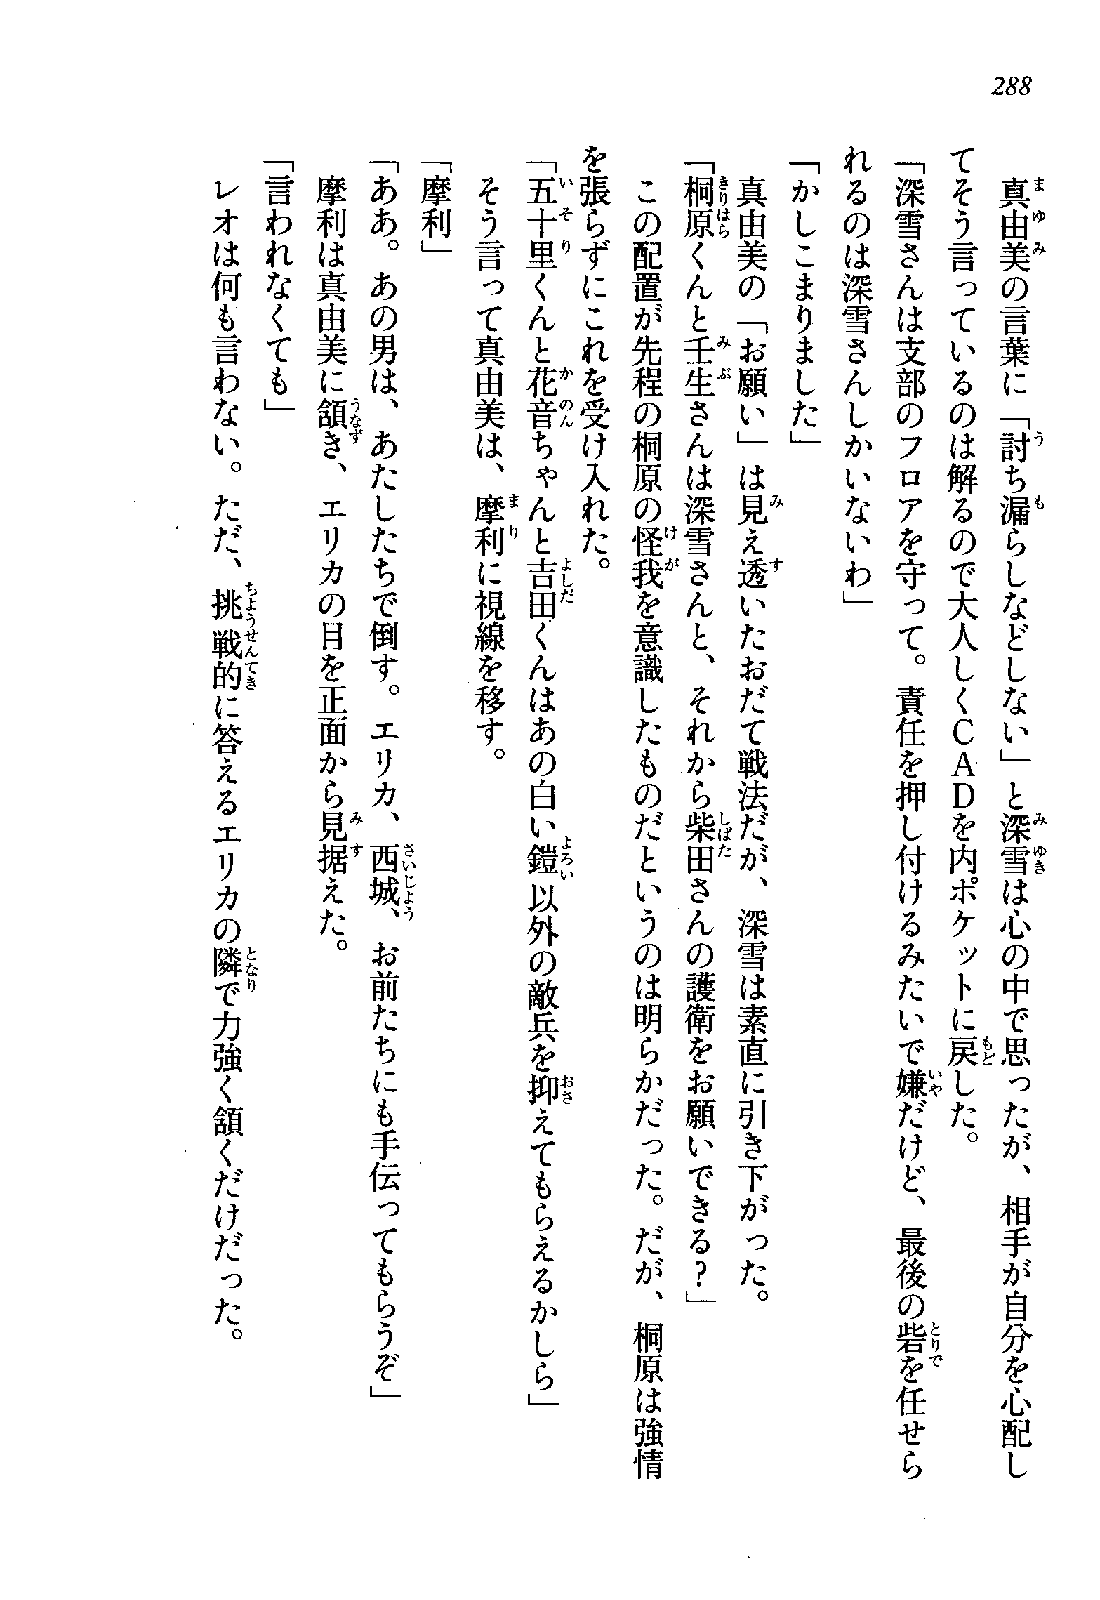 288
真由美の言葉に「討ち漏らしなどしない」と深雪は心の中で思ったが、相手が自分を心配し
てそう言っているのは解るので大人しくＣＡＤを内ポケットに戻した。
「深雪さんは支部のフロアを守って。責任を押し付けるみたいで嫌だけど、最後の砦を任せら
れるのは深雪さんしかいないわ」
「かしこまりました」
真由美の「お願い」は見え透いたおだて戦法だが、深雪は素直に引き下がった。
「桐原くんと壬生さんは深雪さんと、それから柴田さんの護衛をお願いできる？」
この配置が先程の桐原の怪我を意識したものだというのは明らかだった。だが、桐原は強情
を張らずにこれを受け入れた。
「五十里くんと花音ちゃんと吉田くんはあの白い鎧以外の敵兵を抑えてもらえるかしら」
そう言って真由美は、摩利に視線を移す。
「摩利」
「ああ。あの男は、あたしたちで倒す。エリカ、西城、お前たちにも手伝ってもらうぞ」
摩利は真由美に頷き、エリカの目を正面から見据えた。
「言われなくても」
レオは何も言わない。ただ、挑戦的に答えるエリカの隣で力強く頷くだけだった。